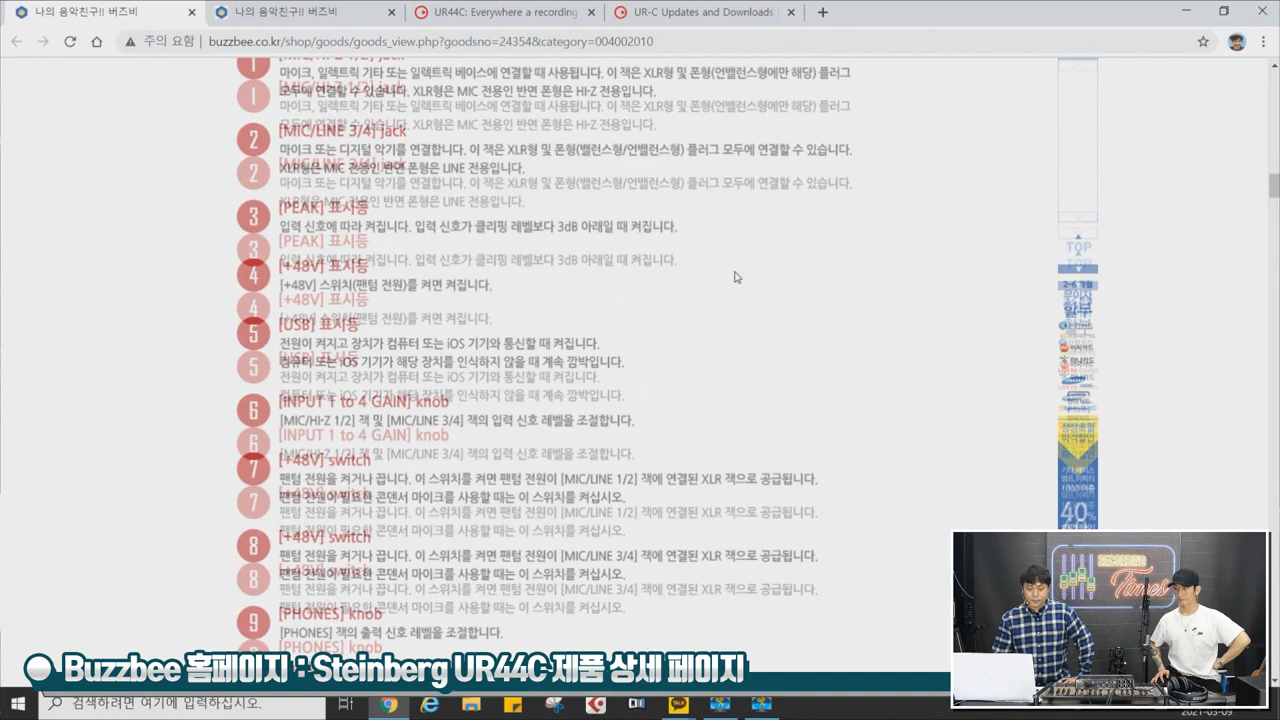 나의 음악친구!! 버즈비
나의 음악친구!! 버즈비
UR44C: Everywhere a recording
UR-C Updates and Downloads
주의 요함
buzzbee.co.kr/shop/goods/goods_view.php?goodsno=24354&category=004002010
1
마이크, 일렉트릭 기타 또는 일렉트릭 베이스에 연결할 때 사용됩니다. 이 잭은 XLR형 및 폰형(언밸런스형에만 해당) 플러그
모두에 연결할 수 있습니다. XLR형은 MIC 전용인 반면 폰형은 HI-Z 전용입니다.
2
[MIC/LINE 3/4] jack
마이크 또는 디지털 악기를 연결합니다. 이 잭은 XLR형 및 폰형(밸런스형/언밸런스형) 플러그 모두에 연결할 수 있습니다.
XLR형은 MIC 전용인 반면 폰형은 LINE 전용입니다.
3
[PEAK] 표시등
입력 신호에 따라 켜집니다. 입력 신호가 클리핑 레벨보다 3dB 아래일 때 켜집니다.
4
[+48V] 표시등
[+48V] 스위치(팬텀 전원)를 켜면 켜집니다.
5
[USB] 표시등
전원이 켜지고 장치가 컴퓨터 또는 iOS 기기와 통신할 때 켜집니다.
컴퓨터 또는 iOS 기기가 해당 장치를 인식하지 않을 때 계속 깜박입니다.
6
[INPUT 1 to 4 GAIN] knob
[MIC/HI-Z 1/2] 잭 및 [MIC/LINE 3/4] 잭의 입력 신호 레벨을 조절합니다.
7
[+48V] switch
팬텀 전원을 켜거나 끕니다. 이 스위치를 켜면 팬텀 전원이 [MIC/LINE 1/2] 잭에 연결된 XLR 잭으로 공급됩니다.
팬텀 전원이 필요한 콘덴서 마이크를 사용할 때는 이 스위치를 켜십시오.
8
[+48V] switch
팬텀 전원을 켜거나 끕니다. 이 스위치를 켜면 팬텀 전원이 [MIC/LINE 3/4] 잭에 연결된 XLR 잭으로 공급됩니다.
팬텀 전원이 필요한 콘덴서 마이크를 사용할 때는 이 스위치를 켜십시오.
9
[PHONES] knob
[PHONES] 잭의 출력 신호 레벨을 조절합니다.
[PHONES] knob
TOP
2~6개월
40%
Times
Buzzbee 홈페이지 : Steinberg UR44C 제품 상세 페이지
검색하려면 여기에 입력하십시오.
TALK
2021-03-09